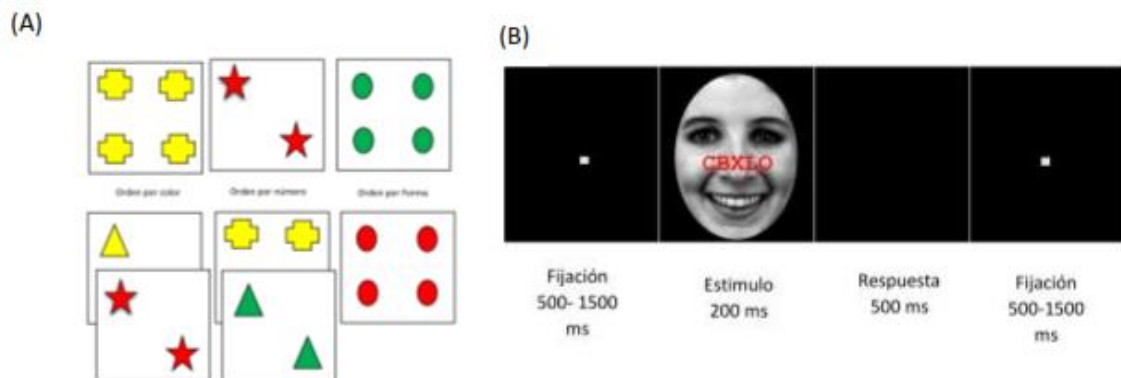 (A)
(B)
CBXLO
Orden por color
Orden por número
Orden por Forma
Fijación
500- 1500
ms
Estimulo
200 ms
Respuesta
500 ms
Fijación
500-1500
ms